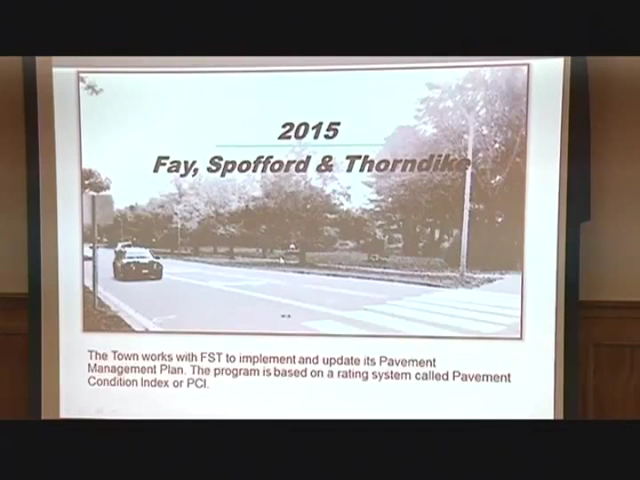 2015
Fay, Spofford & Thorndike
The Town works with FST to implement and update its Pavement
Management Plan. The program is based on a rating system called Pavement
Condition Index or PCI.